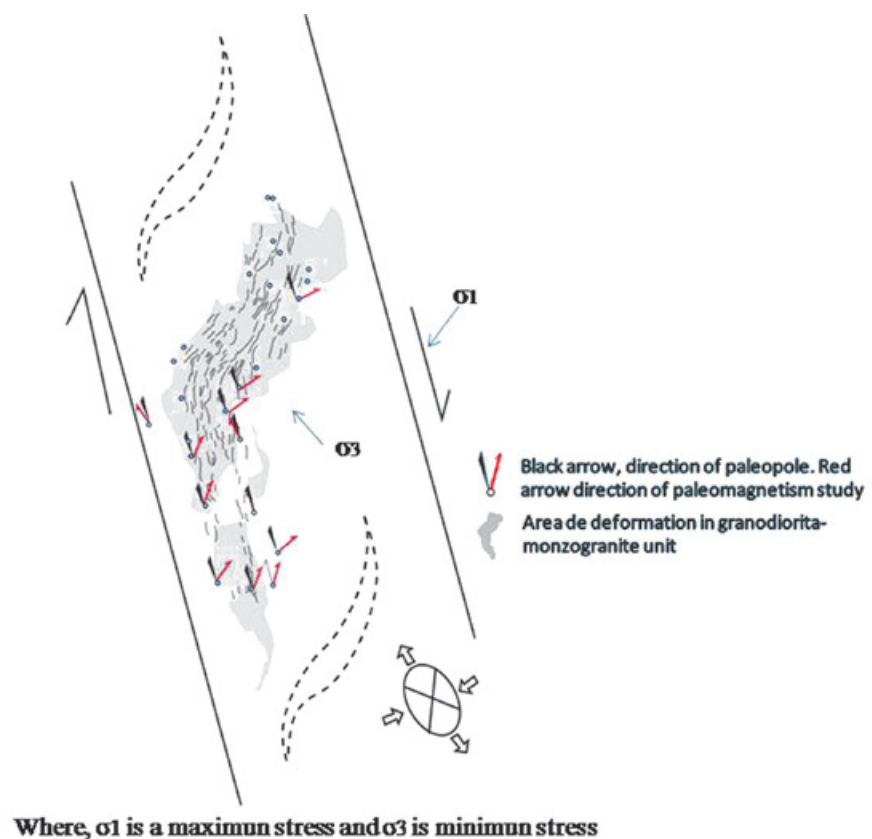 σ1
σ3
Black arrow, direction of paleopole. Red
arrow direction of paleomagnetism study
Area de deformation in granodiorita-
monzogranite unit
Where, σ1 is a maximun stress and σ3 is minimun stress